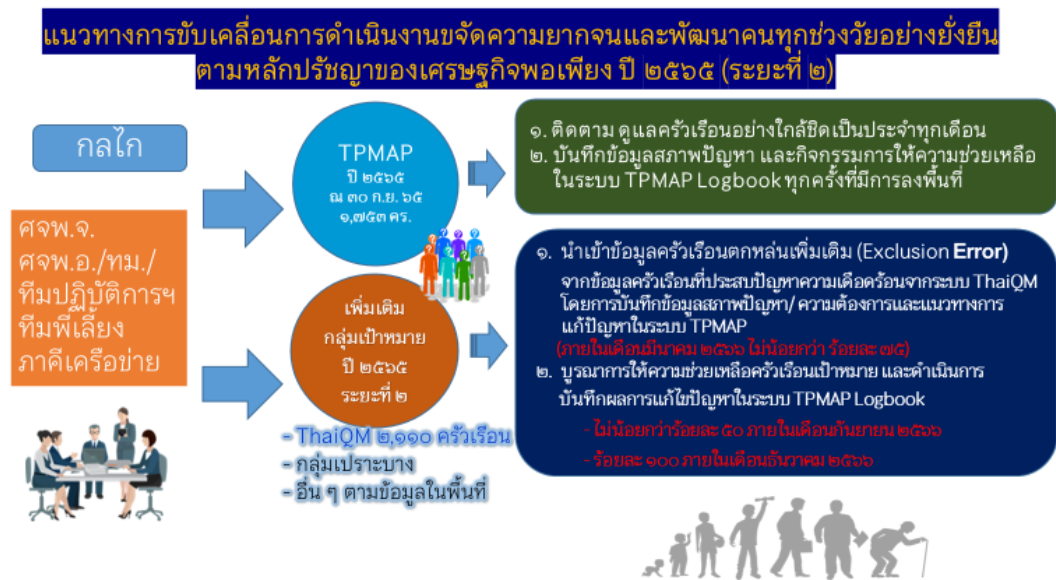 แนวทางการขับเคลื่อนการดำเนินงานขจัดความยากจนและพัฒนาคนทุกช่วงวัยอย่างยั่งยืน
ตามหลักปรัชญาของเศรษฐกิจพอเพียง ปี ๒๕๖๕ (ระยะที่ ๒)
กลไก
ศจพ.จ.
ศจพ.อ./ทม./
ทีมปฏิบัติการฯ
ทีมพี่เลี้ยง
ภาคีเครือข่าย
TPMAP
ปี ๒๕๖๕
ณ ๓๐ ก.ย. ๖๕
๑,๗๕๓ คร.
๑. ติดตาม ดูแลครัวเรือนอย่างใกล้ชิดเป็นประจำทุกเดือน
๒. บันทึกข้อมูลสภาพปัญหา และกิจกรรมการให้ความช่วยเหลือ
ในระบบ TPMAP Logbook ทุกครั้งที่มีการลงพื้นที่
เพิ่มเติม
กลุ่มเป้าหมาย
ปี ๒๕๖๕
ระยะที่ ๒
- ThaiQM ๒,๑๑๐ ครัวเรือน
- กลุ่มเปราะบาง
- อื่น ๆ ตามข้อมูลในพื้นที่
๑. นำเข้าข้อมูลครัวเรือนตกหล่นเพิ่มเติม (Exclusion Error)
จากข้อมูลครัวเรือนที่ประสบปัญหาความเดือดร้อนจากระบบ ThaiQM
โดยการบันทึกข้อมูลสภาพปัญหา/ ความต้องการและแนวทางการ
แก้ปัญหาในระบบ TPMAP
(ภายในเดือนมีนาคม ๒๕๖๖ ไม่น้อยกว่า ร้อยละ ๗๕)
๒. บูรณาการให้ความช่วยเหลือครัวเรือนเป้าหมาย และดำเนินการ
บันทึกผลการแก้ไขปัญหาในระบบ TPMAP Logbook
- ไม่น้อยกว่าร้อยละ ๕๐ ภายในเดือนกันยายน ๒๕๖๖
- ร้อยละ ๑๐๐ ภายในเดือนธันวาคม ๒๕๖๖